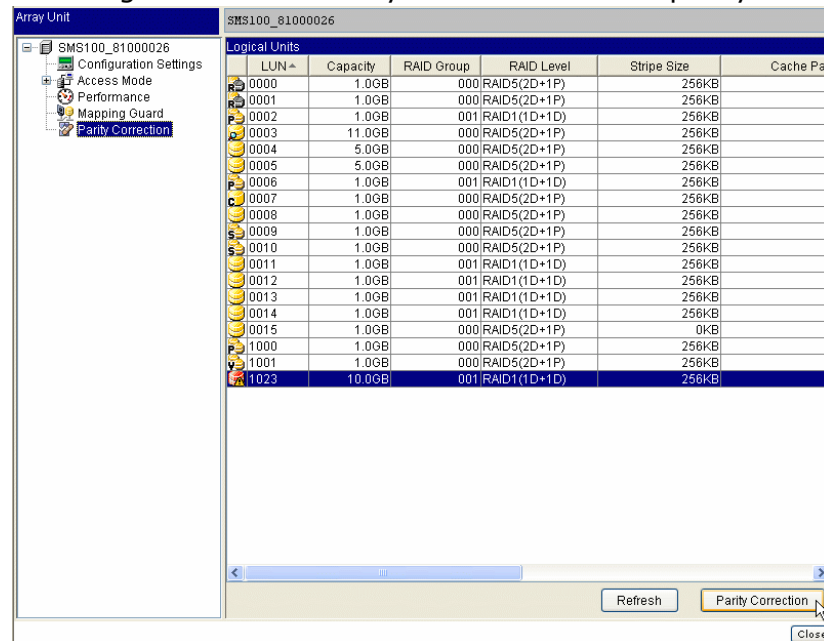 Array Unit
SMS100_81000026
SMS100_81000026
Configuration Settings
Access Mode
Performance
Mapping Guard
Parity Correction
Logical Units
LUN Capacity RAID Group RAID Level Stripe Size Cache Pa
0000 1.0GB 000 RAID5(2D+1P) 256KB
0001 1.0GB 000 RAID5(2D+1P) 256KB
0002 1.0GB 001 RAID1(1D+1D) 256KB
0003 11.0GB 000 RAID5(2D+1P) 256KB
0004 5.0GB 000 RAID5(2D+1P) 256KB
0005 5.0GB 000 RAID5(2D+1P) 256KB
0006 1.0GB 001 RAID1(1D+1D) 256KB
0007 1.0GB 000 RAID5(2D+1P) 256KB
0008 1.0GB 000 RAID5(2D+1P) 256KB
0009 1.0GB 000 RAID5(2D+1P) 256KB
0010 1.0GB 000 RAID5(2D+1P) 256KB
0011 1.0GB 001 RAID1(1D+1D) 256KB
0012 1.0GB 001 RAID1(1D+1D) 256KB
0013 1.0GB 001 RAID1(1D+1D) 256KB
0014 1.0GB 001 RAID1(1D+1D) 256KB
0015 1.0GB 000 RAID5(2D+1P) 0KB
1000 1.0GB 000 RAID5(2D+1P) 256KB
1001 1.0GB 000 RAID5(2D+1P) 256KB
1023 10.0GB 001 RAID1(1D+1D) 256KB
Refresh Parity Correction
Close